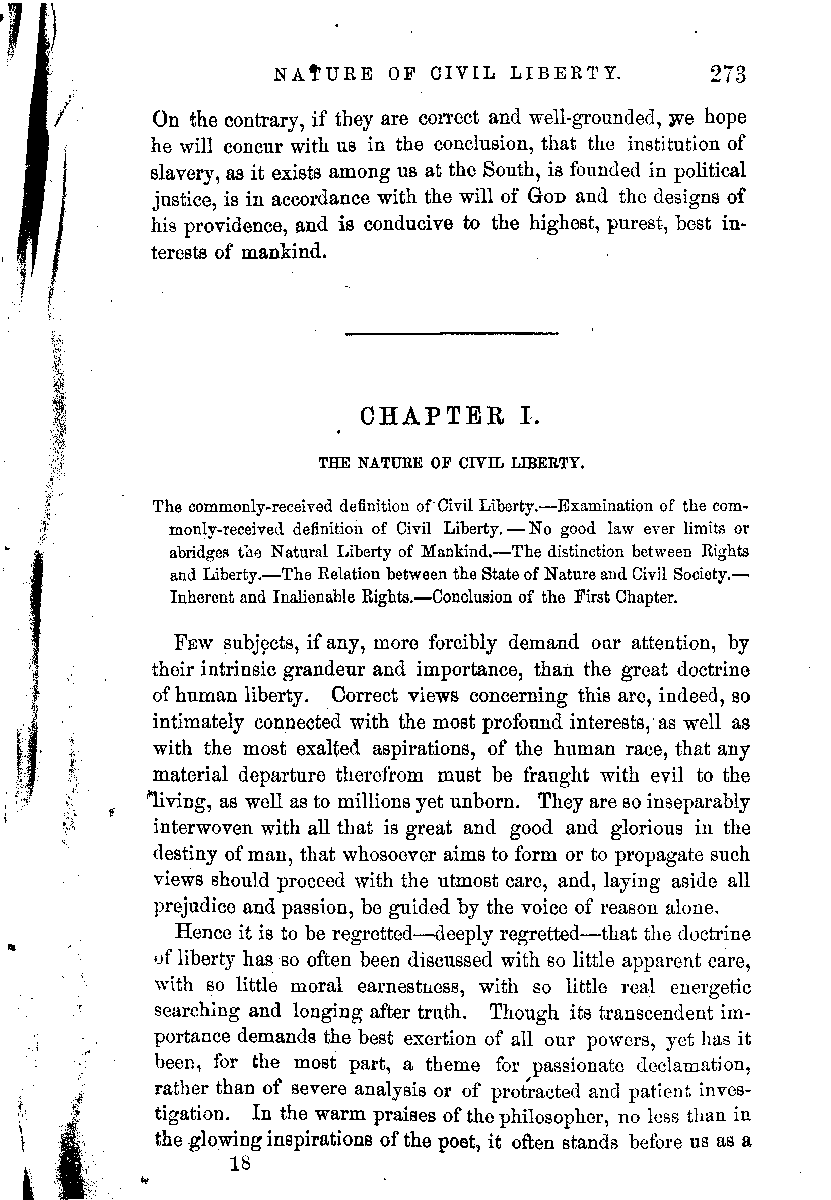 NATURE OF CIVIL LIBERTY. 273
On the contrary, if they are correct and well-grounded, we hope
he will concur with us in the conclusion, that the institution of
slavery, as it exists among us at the South, is founded in political
justice, is in accordance with the will of GOD and the designs of
his providence, and is conducive to the highest, purest, best in-
terests of mankind.
CHAPTER I.
THE NATURE OF CIVIL LIBERTY.
The commonly-received definition of Civil Liberty.—Examination of the com-
monly-received definition of Civil Liberty.—No good law ever limits or
abridges the Natural Liberty of Mankind.—The distinction between Rights
and Liberty.—The Relation between the State of Nature and Civil Society.—
Inherent and Inalienable Rights.—Conclusion of the First Chapter.
FEW subjects, if any, more forcibly demand our attention, by
their intrinsic grandeur and importance, than the great doctrine
of human liberty. Correct views concerning this are, indeed, so
intimately connected with the most profound interests, as well as
with the most exalted aspirations, of the human race, that any
material departure therefrom must be fraught with evil to the
living, as well as to millions yet unborn. They are so inseparably
interwoven with all that is great and good and glorious in the
destiny of man, that whosoever aims to form or to propagate such
views should proceed with the utmost care, and, laying aside all
prejudice and passion, be guided by the voice of reason alone.
Hence it is to be regretted—deeply regretted—that the doctrine
of liberty has so often been discussed with so little apparent care,
with so little moral earnestness, with so little real energetic
searching and longing after truth. Though its transcendent im-
portance demands the best exertion of all our powers, yet has it
been, for the most part, a theme for passionate declamation,
rather than of severe analysis or of protracted and patient inves-
tigation. In the warm praises of the philosopher, no less than in
the glowing inspirations of the poet, it often stands before us as a
18